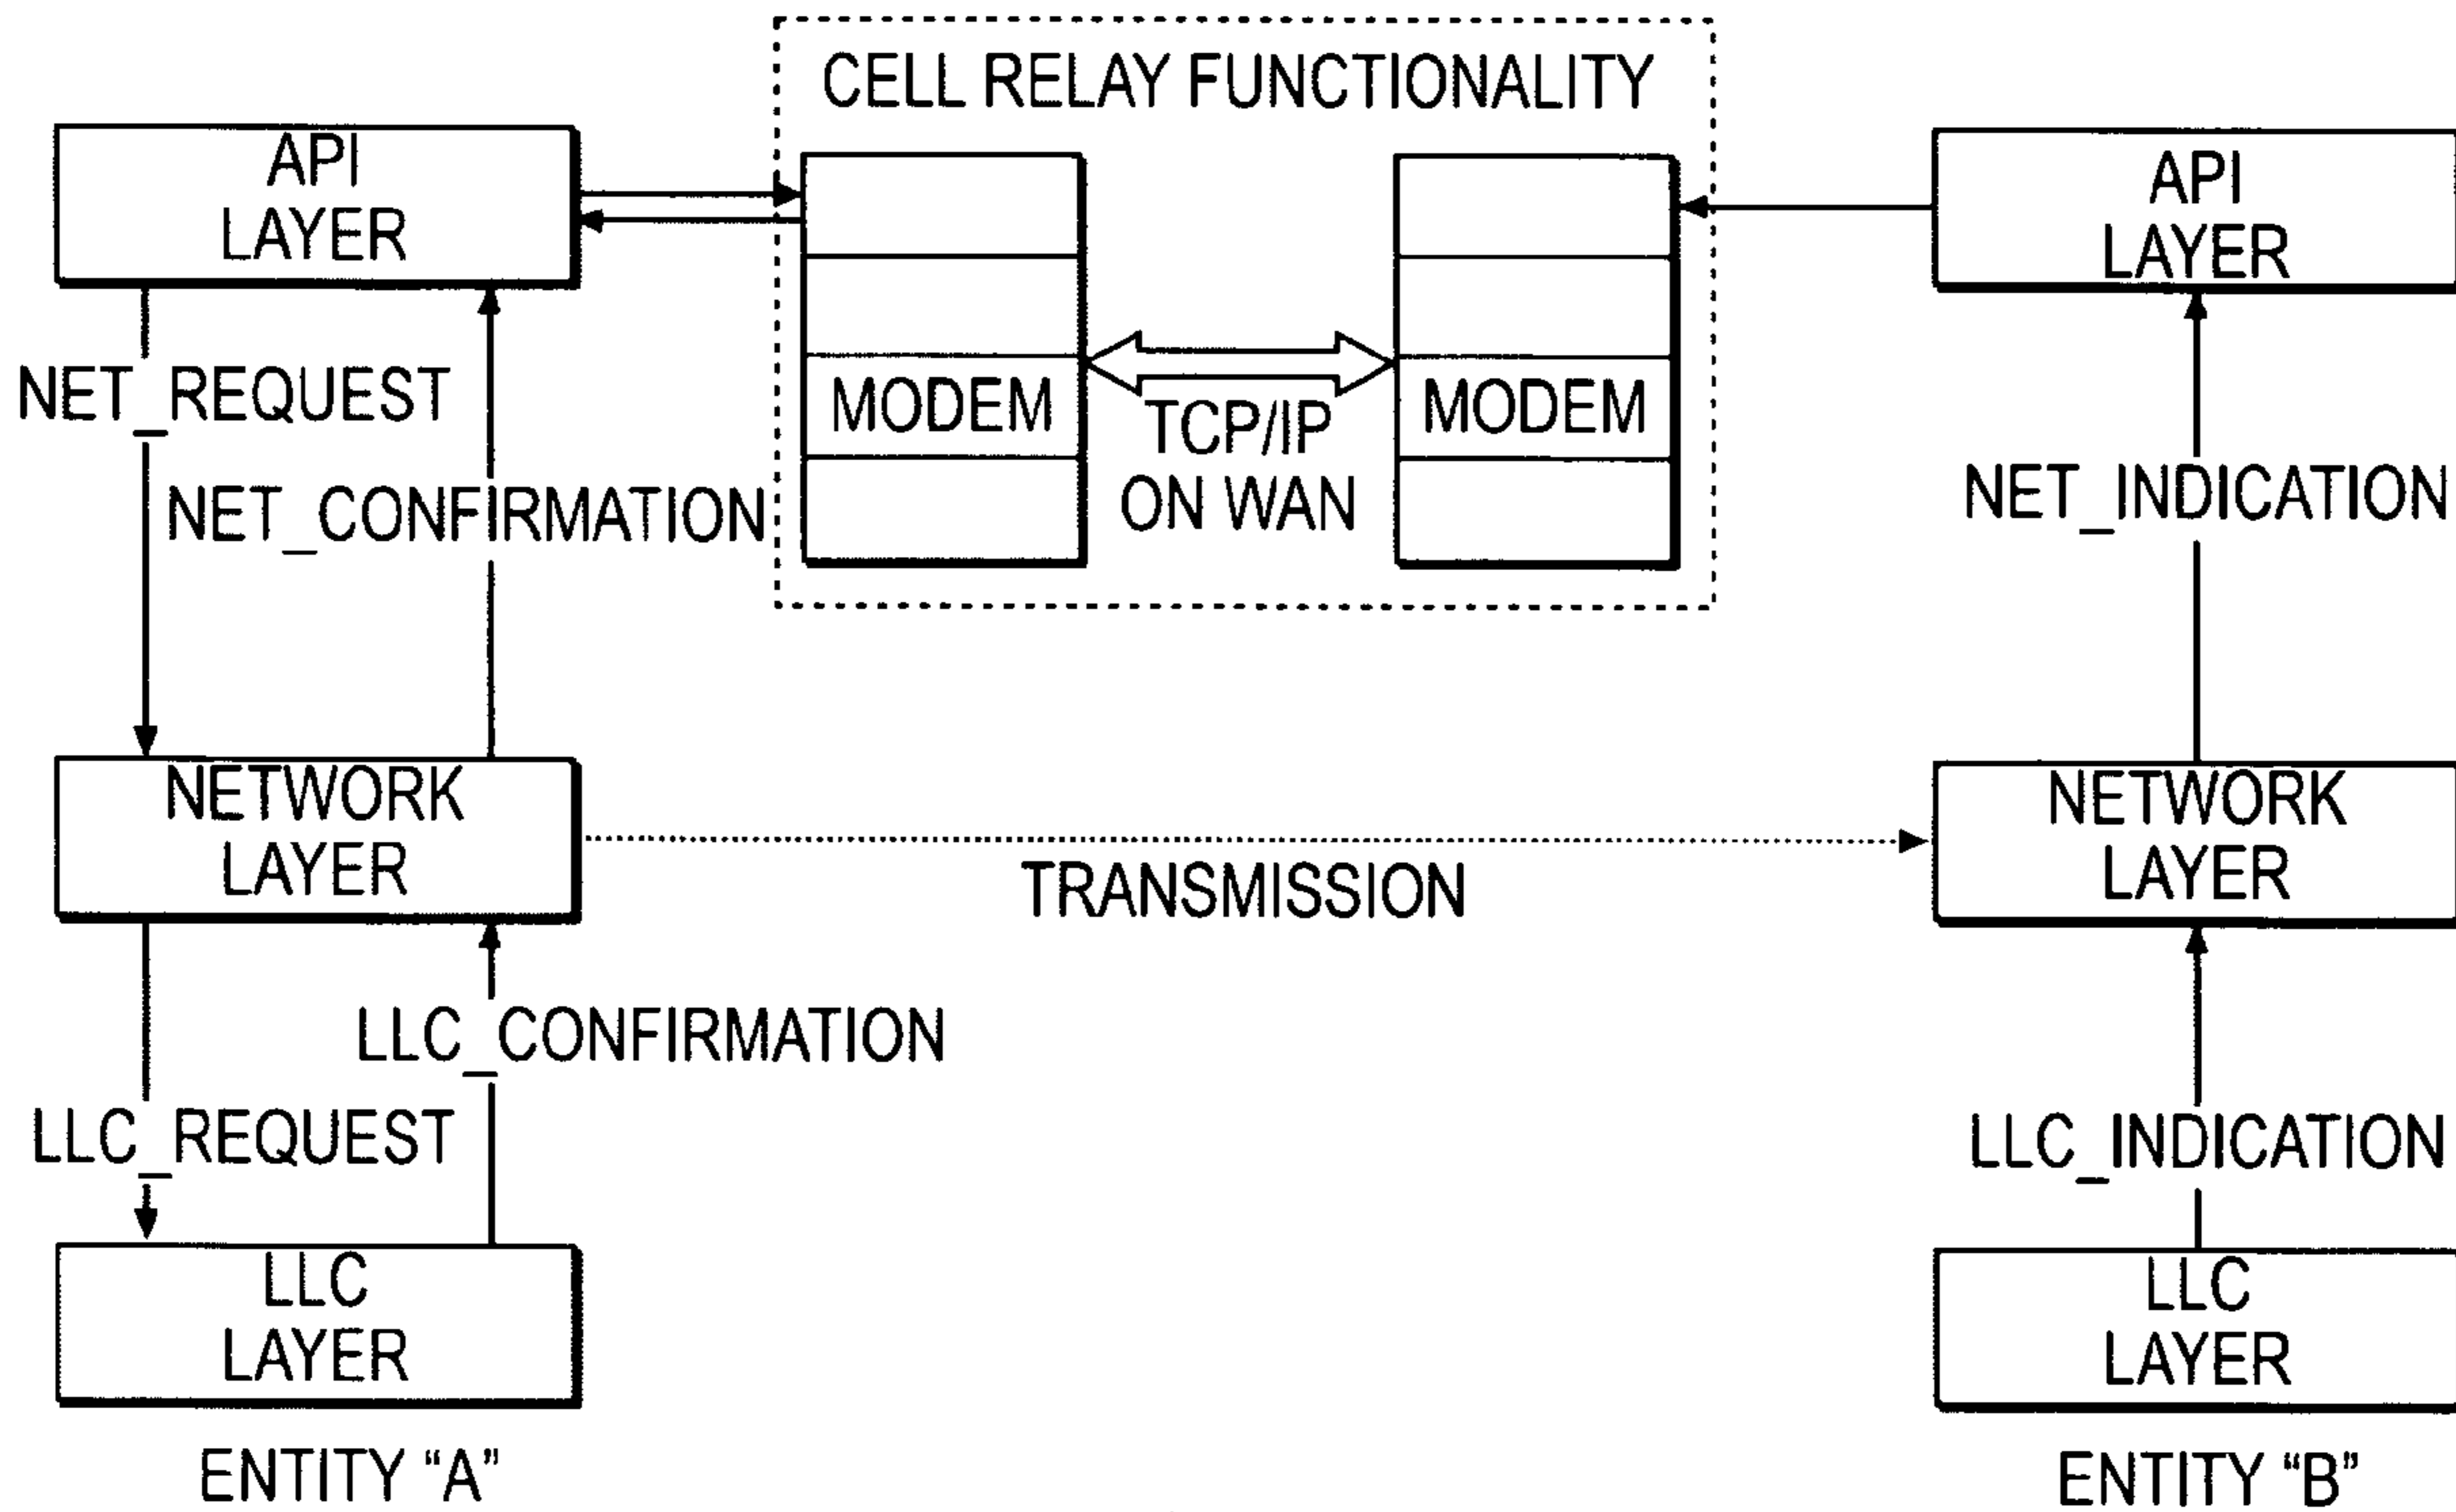 CELL RELAY FUNCTIONALITY
API
LAYER
API
LAYER
MODEM
MODEM
TCP/IP
ON WAN
NET_REQUEST
NET_CONFIRMATION
NET_INDICATION
NETWORK
LAYER
NETWORK
LAYER
TRANSMISSION
LLC_CONFIRMATION
LLC_REQUEST
LLC_INDICATION
LLC
LAYER
LLC
LAYER
ENTITY “A”
ENTITY “B”